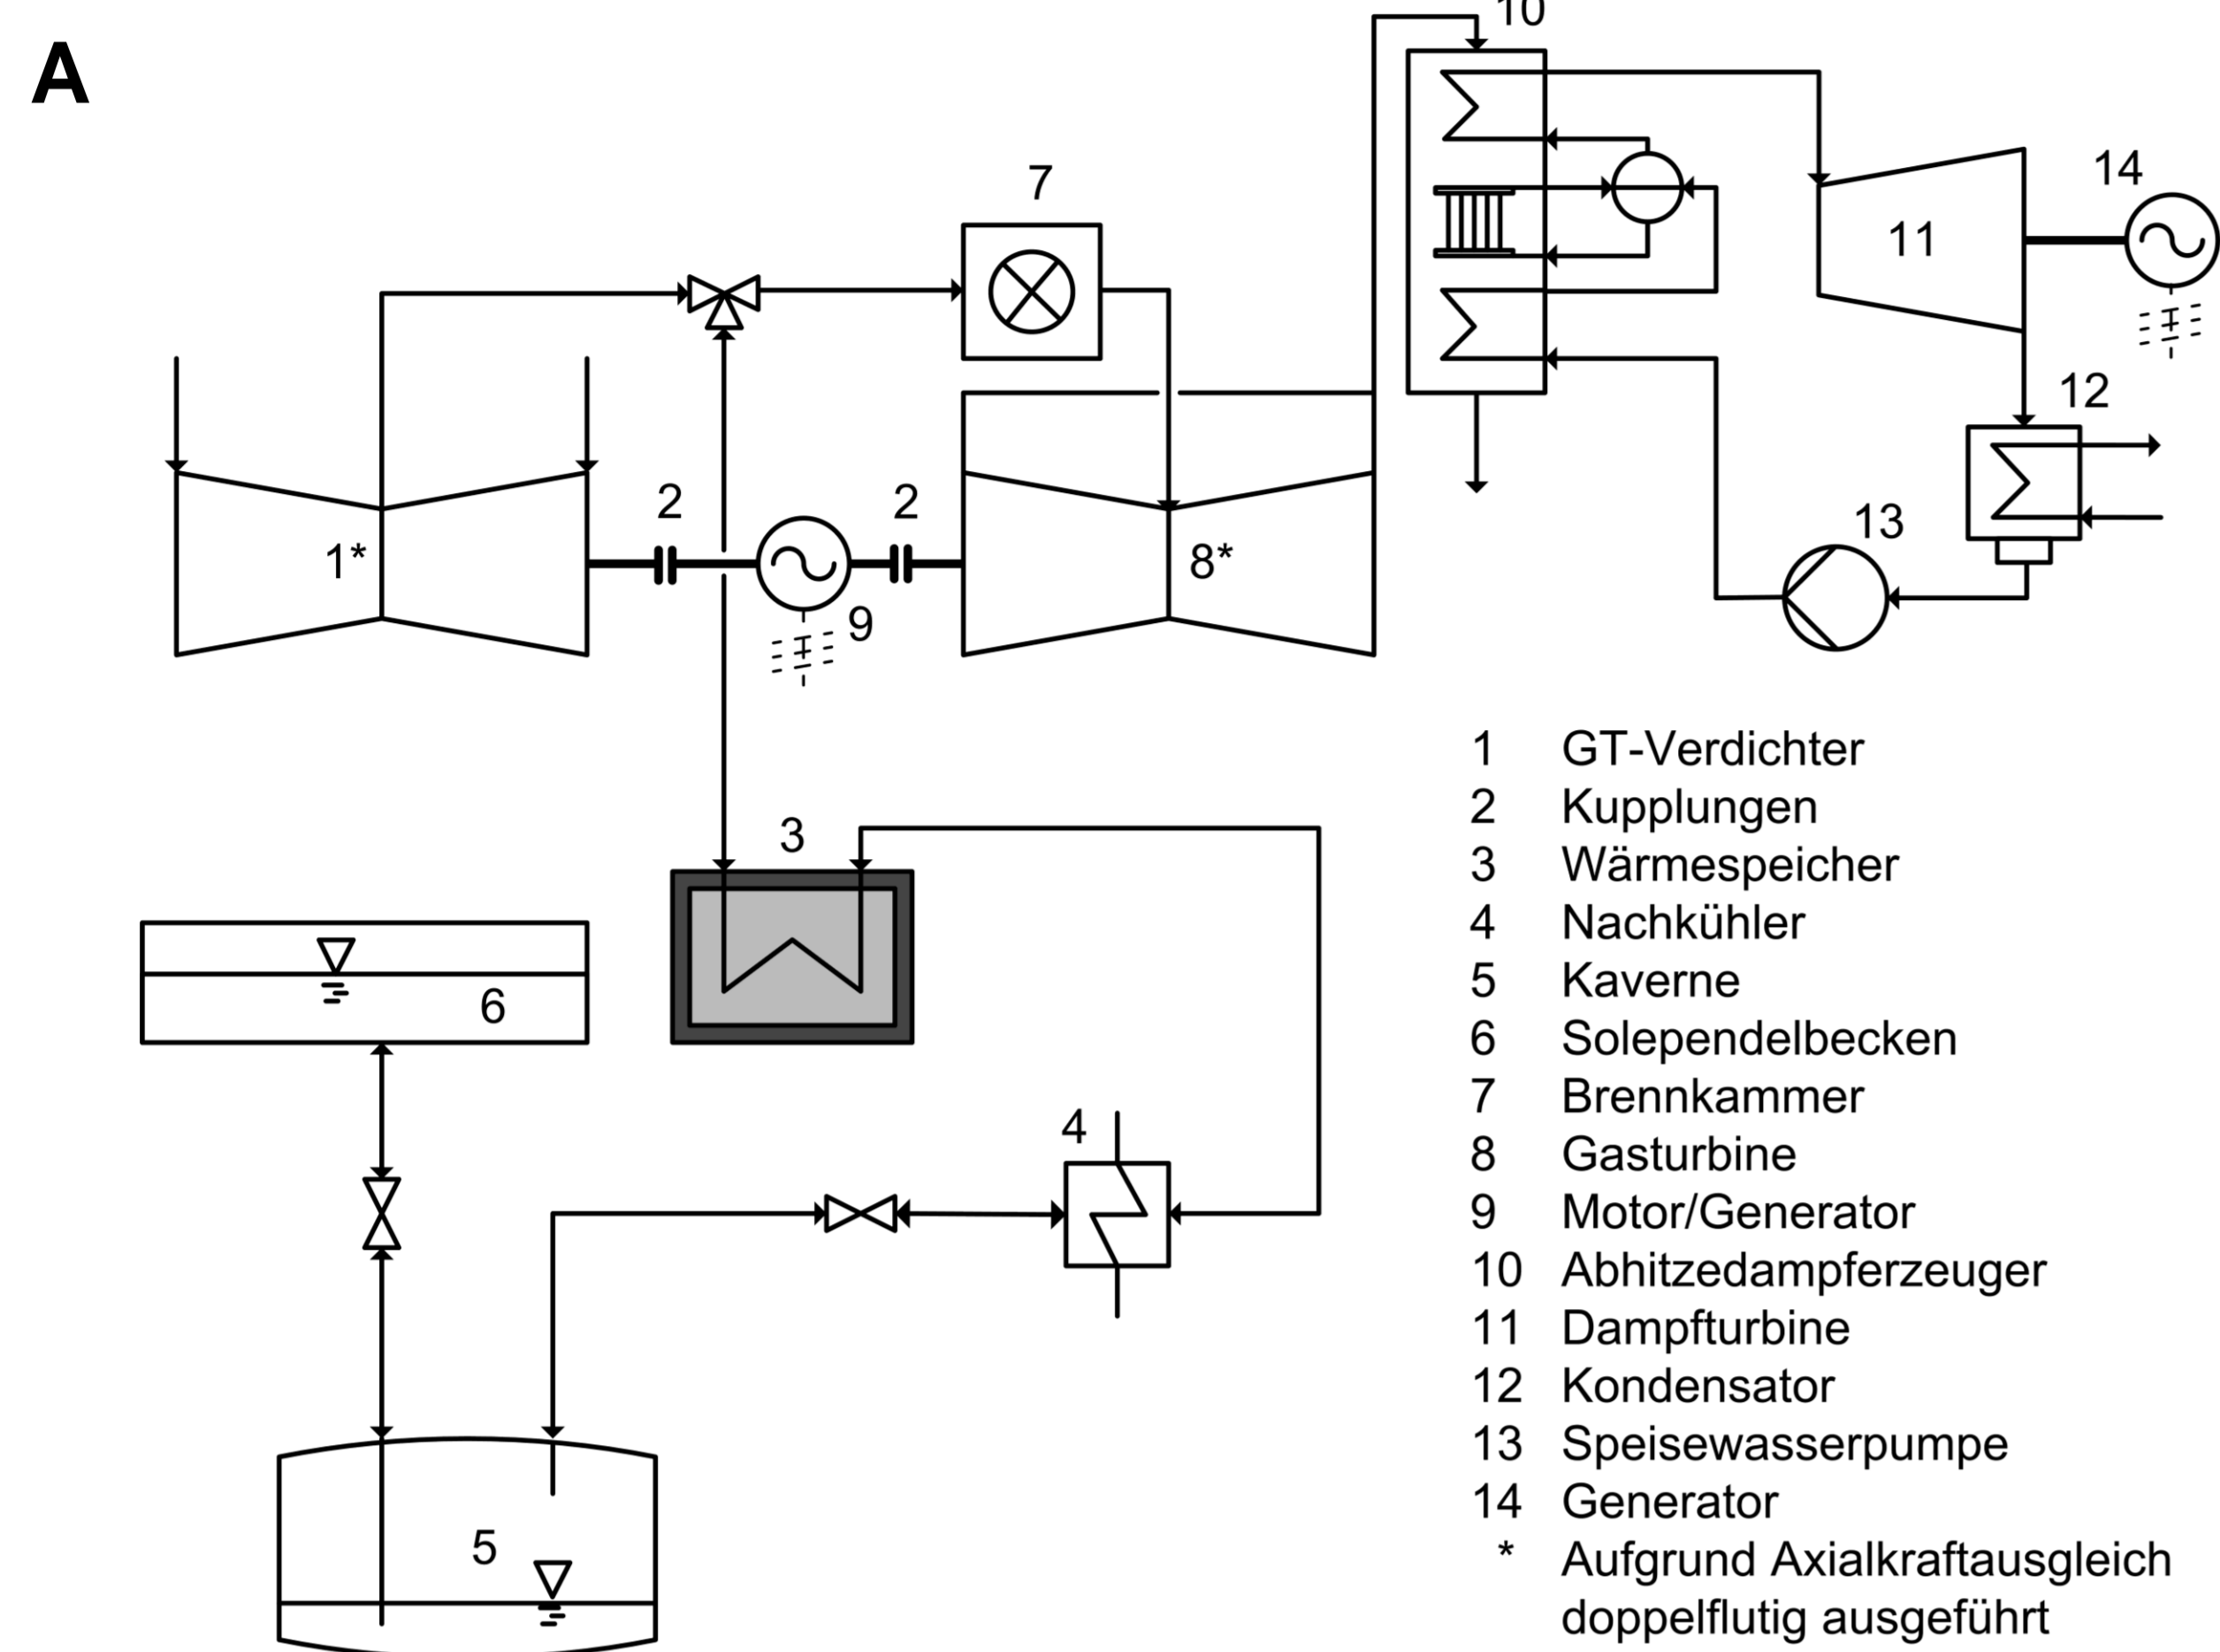 A
10
14
7
11
12
2
2
13
1*
8*
9
3
6
4
5
1 GT-Verdichter
2 Kupplungen
3 Wärmespeicher
4 Nachkühler
5 Kaverne
6 Solependelbecken
7 Brennkammer
8 Gasturbine
9 Motor/Generator
10 Abhitzedampferzeuger
11 Dampfturbine
12 Kondensator
13 Speisewasserpumpe
14 Generator
* Aufgrund Axialkraftausgleich
doppelflutig ausgeführt